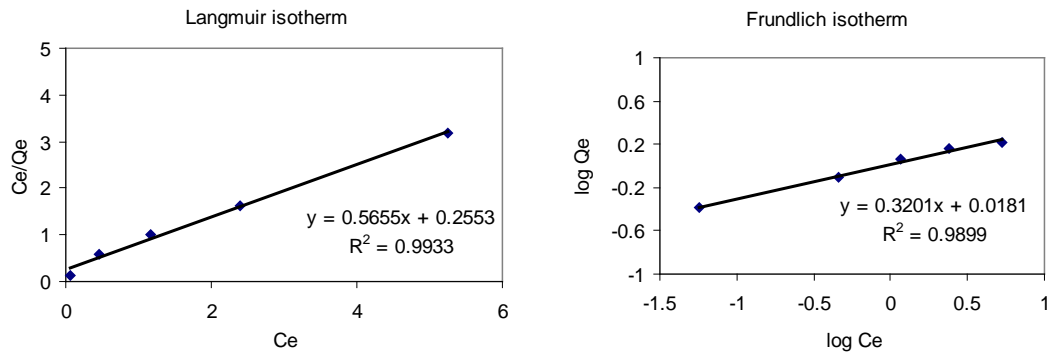 Langmuir isotherm
5
4
3
2
1
0
Ce/Qe
y = 0.5655x + 0.2553
R² = 0.9933
0 2 4 6
Ce
Frundlich isotherm
1
0.6
0.2
-0.2
-0.6
-1
log Qe
y = 0.3201x + 0.0181
R² = 0.9899
-1.5 -1 -0.5 0 0.5 1
log Ce